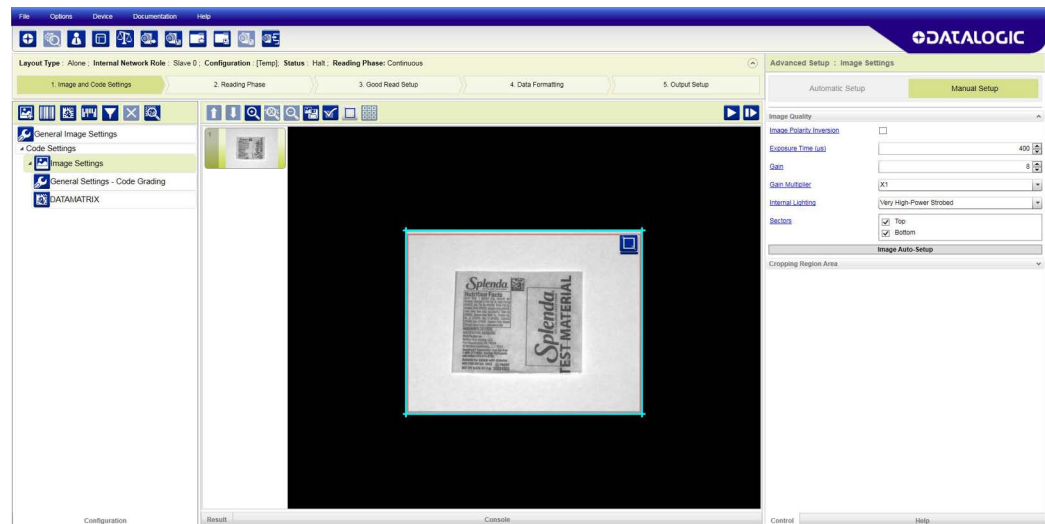 File Options Device Documentation Help
DATALOGIC
Layout Type : Alone ; Internal Network Role : Slave 0 ; Configuration : [Temp]; Status : Halt ; Reading Phase: Continuous
1. Image and Code Settings
2. Reading Phase
3. Good Read Setup
4. Data Formatting
5. Output Setup
General Image Settings
Code Settings
Image Settings
General Settings - Code Grading
DATAMATRIX
Configuration
1
Splenda
Nutrition Facts
Splenda
TEST MATERIAL
Result
Console
Advanced Setup : Image Settings
Automatic Setup
Manual Setup
Image Quality
Image Polarity Inversion
Exposure Time (us) 400
Gain 8
Gain Multiplier X1
Internal Lighting Very High-Power Strobed
Sectors Top
Bottom
Image Auto-Setup
Cropping Region Area
Control
Help